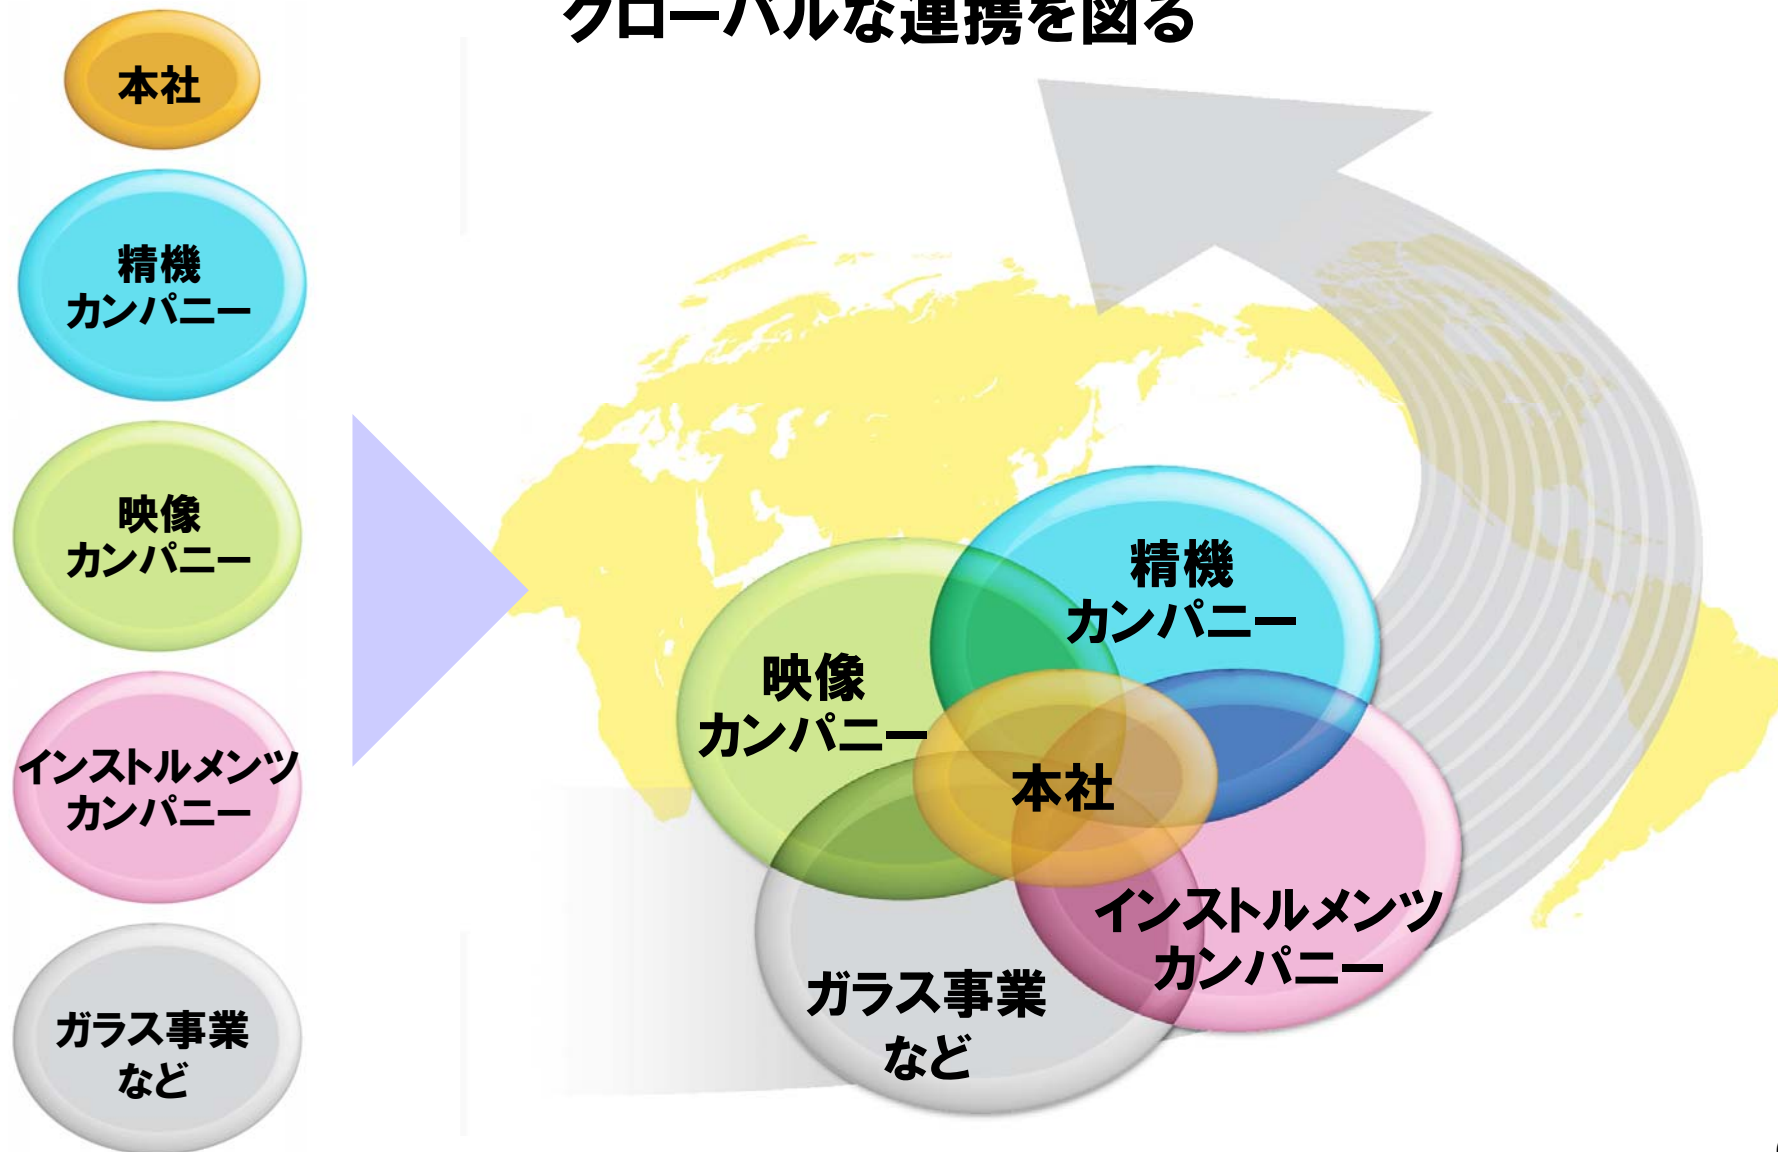 グローバルな連携を図る
本社
精機
カンパニー
映像
カンパニー
インストルメンツ
カンパニー
ガラス事業
など
精機
カンパニー
映像
カンパニー
本社
インストルメンツ
カンパニー
ガラス事業
など